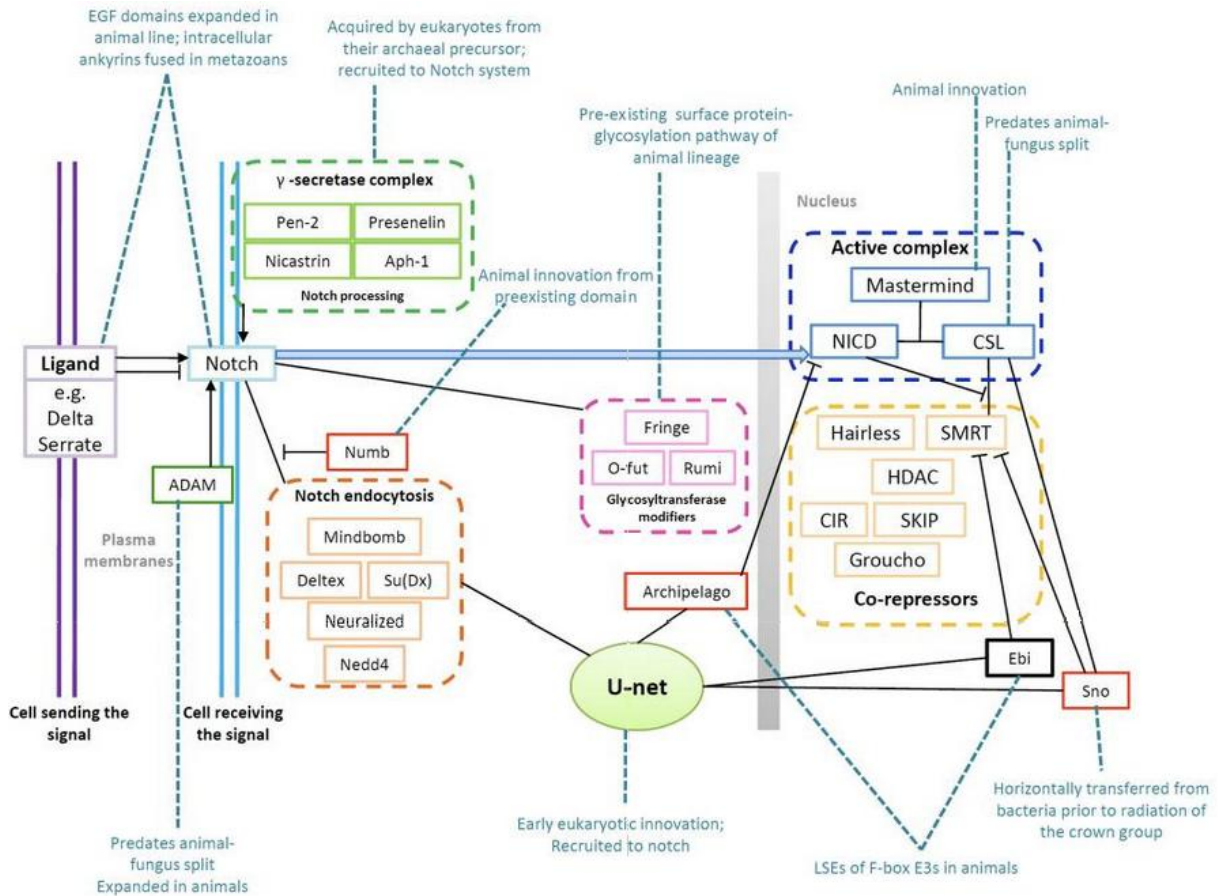 EGF domains expanded in
animal line; intracellular
ankyrins fused in metazoans
Acquired by eukaryotes from
their archaeal precursor;
recruited to Notch system
Pre-existing surface protein-
glycosylation pathway of
animal lineage
Animal innovation
Predates animal-
fungus split
γ -secretase complex
Pen-2
Presenelin
Nicastrin
Aph-1
Notch processing
Animal innovation from
preexisting domain
Nucleus
Active complex
Mastermind
NICD
CSL
Ligand
e.g.
Delta
Serrate
Notch
Numb
ADAM
Plasma
membranes
Notch endocytosis
Mindbomb
Deltex
Su(Dx)
Neuralized
Nedd4
Fringe
O-fut
Rumi
Glycosyltransferase
modifiers
Hairless
SMRT
HDAC
CIR
SKIP
Groucho
Co-repressors
Archipelago
U-net
Ebi
Sno
Cell sending the
signal
Cell receiving
the signal
Predates animal-
fungus split
Expanded in animals
Early eukaryotic innovation;
Recruited to notch
LSEs of F-box E3s in animals
Horizontally transferred from
bacteria prior to radiation of
the crown group